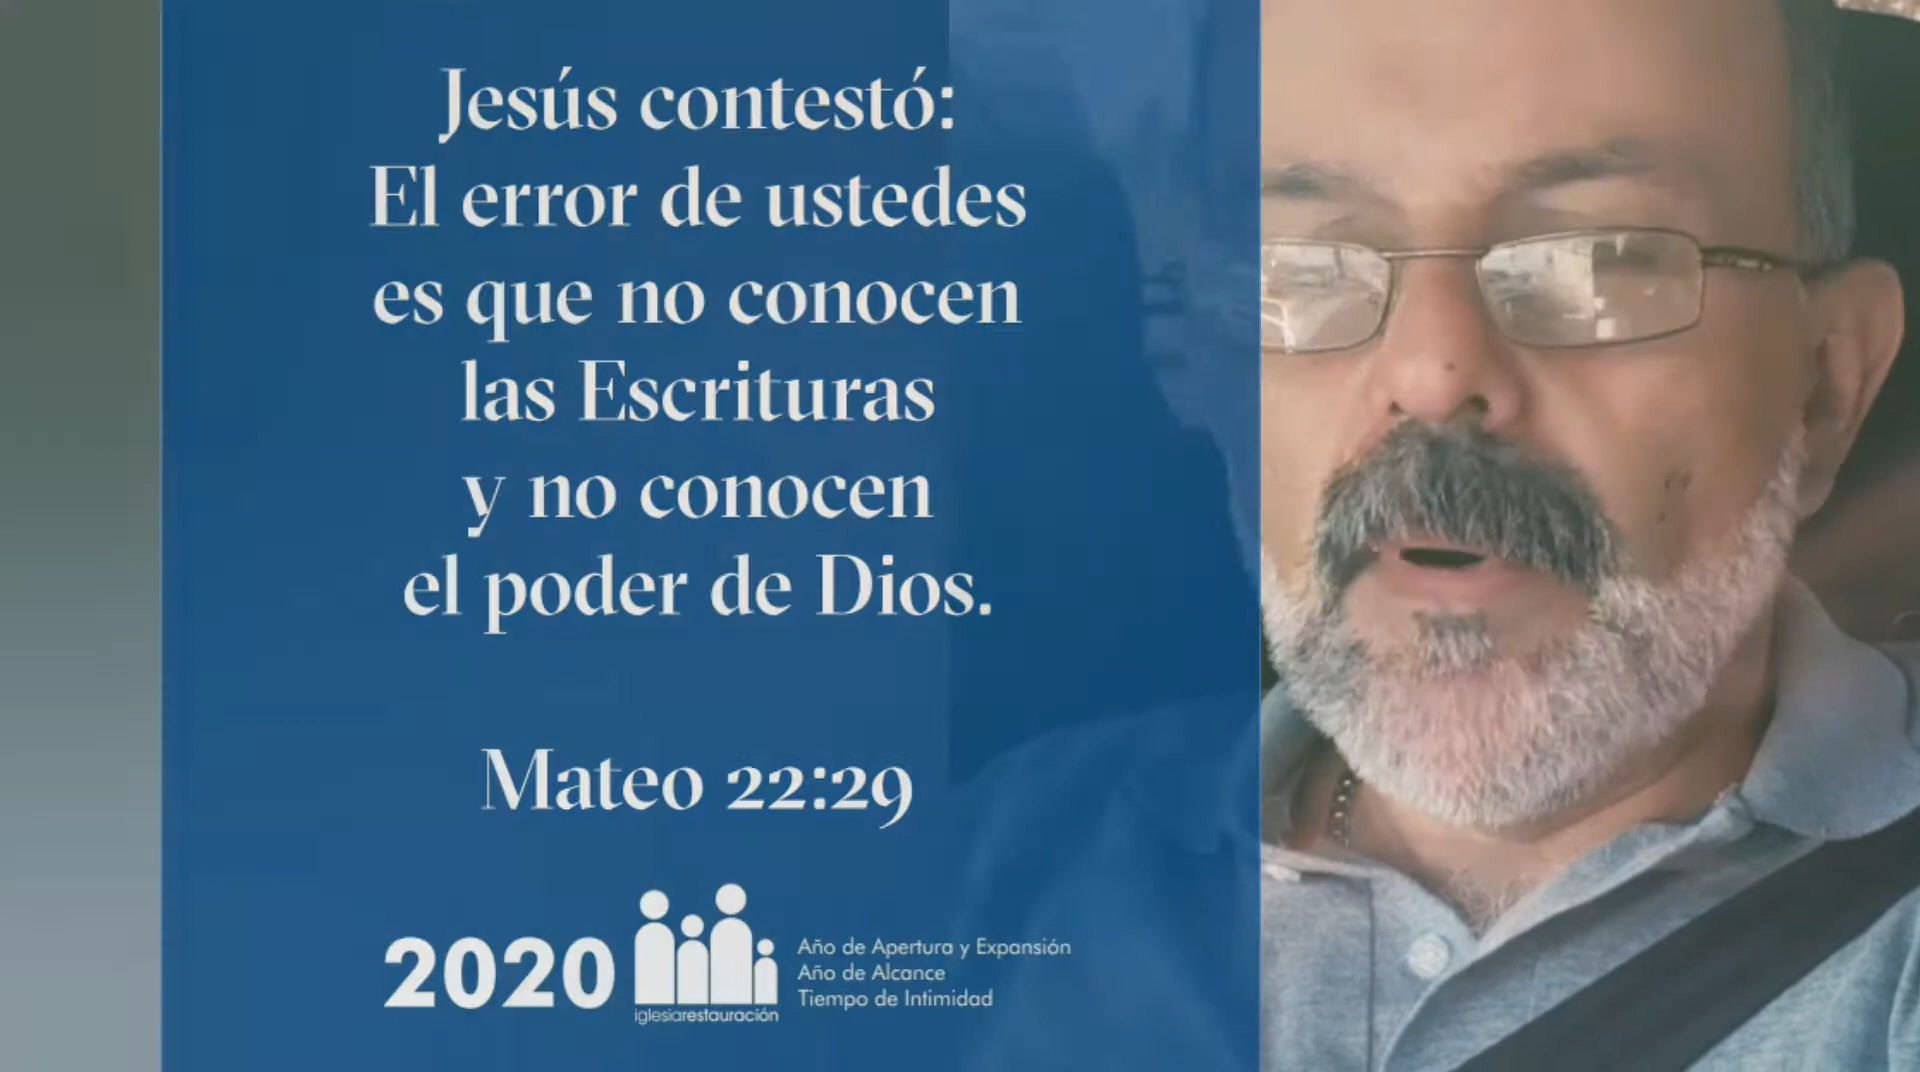 Jesús contestó:
El error de ustedes
es que no conocen
las Escrituras
y no conocen
el poder de Dios.
Mateo 22:29
2020
iglesiarestauración
Año de Apertura y Expansión
Año de Alcance
Tiempo de Intimidad